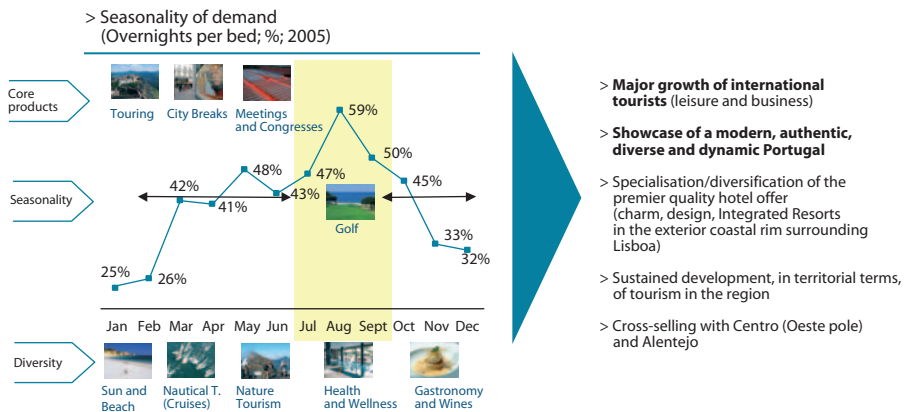 > Seasonality of demand
(Overnights per bed; %; 2005)
Core
products
Touring
City Breaks
Meetings
and Congresses
Seasonality
25%
26%
42%
41%
48%
43%
47%
59%
50%
45%
33%
32%
Golf
Jan Feb Mar Apr May Jun Jul Aug Sept Oct Nov Dec
Diversity
Sun and
Beach
Nautical T.
(Cruises)
Nature
Tourism
Health
and Wellness
Gastronomy
and Wines
> Major growth of international
tourists (leisure and business)
> Showcase of a modern, authentic,
diverse and dynamic Portugal
> Specialisation/diversification of the
premier quality hotel offer
(charm, design, Integrated Resorts
in the exterior coastal rim surrounding
Lisboa)
> Sustained development, in territorial terms,
of tourism in the region
> Cross-selling with Centro (Oeste pole)
and Alentejo